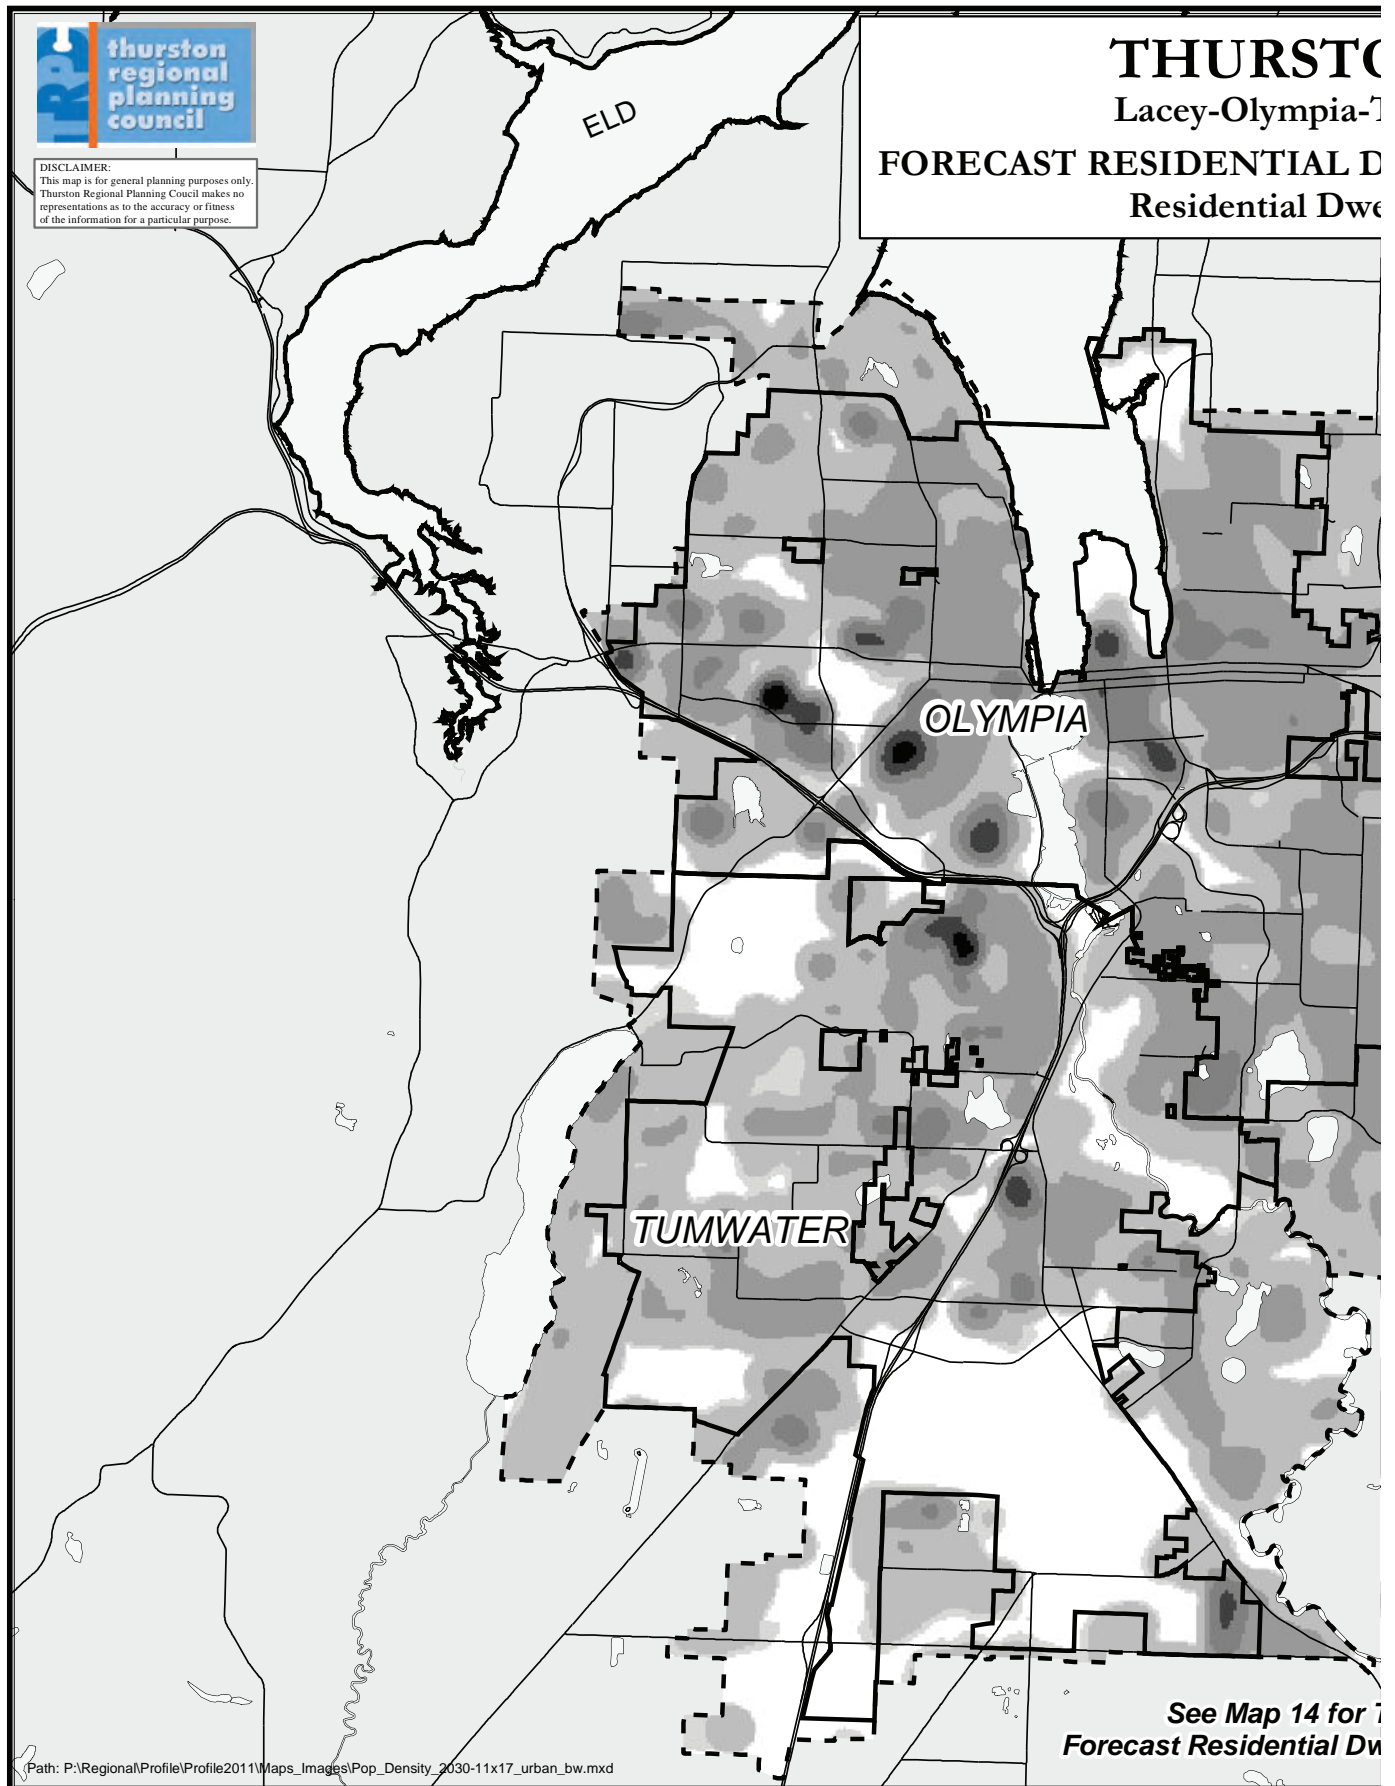 TRPC
thurston
regional
planning
council
DISCLAIMER:
This map is for general planning purposes only.
Thurston Regional Planning Coucil makes no
representations as to the accuracy or fitness
of the information for a particular purpose.
THURSTO
Lacey-Olympia-T
FORECAST RESIDENTIAL D
Residential Dwe
ELD
OLYMPIA
TUMWATER
See Map 14 for T
Forecast Residential Dw
Path: P:\Regional\Profile\Profile2011\Maps_Images\Pop_Density_2030-11x17_urban_bw.mxd